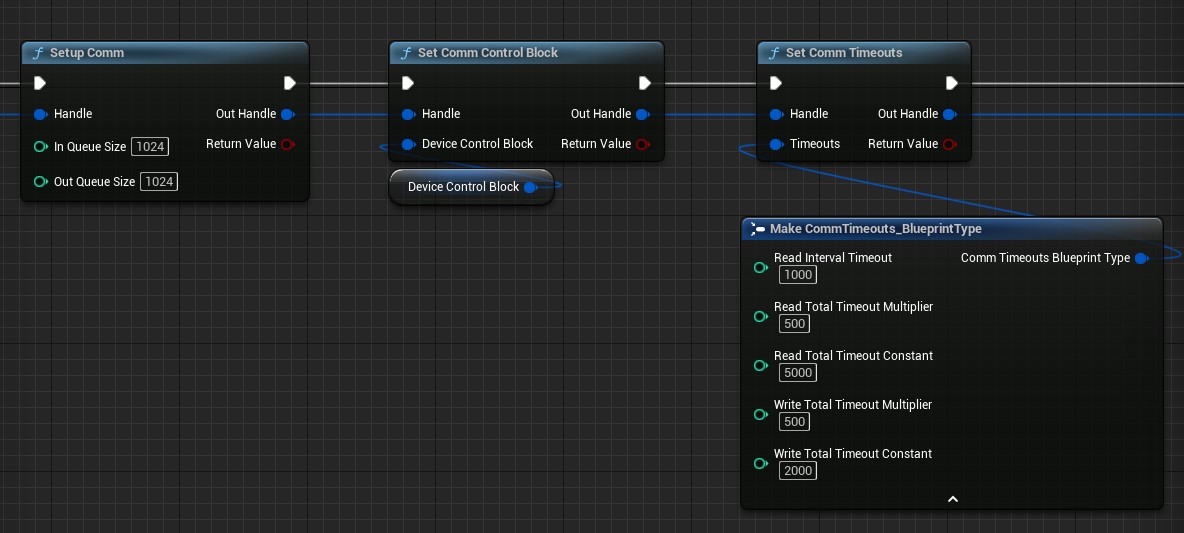 Setup Comm
Handle
Out Handle
In Queue Size 1024
Return Value
Out Queue Size 1024
Set Comm Control Block
Handle
Out Handle
Device Control Block
Return Value
Device Control Block
Set Comm Timeouts
Handle
Out Handle
Timeouts
Return Value
Make CommTimeouts_BlueprintType
Read Interval Timeout
1000
Comm Timeouts Blueprint Type
Read Total Timeout Multiplier
500
Read Total Timeout Constant
5000
Write Total Timeout Multiplier
500
Write Total Timeout Constant
2000